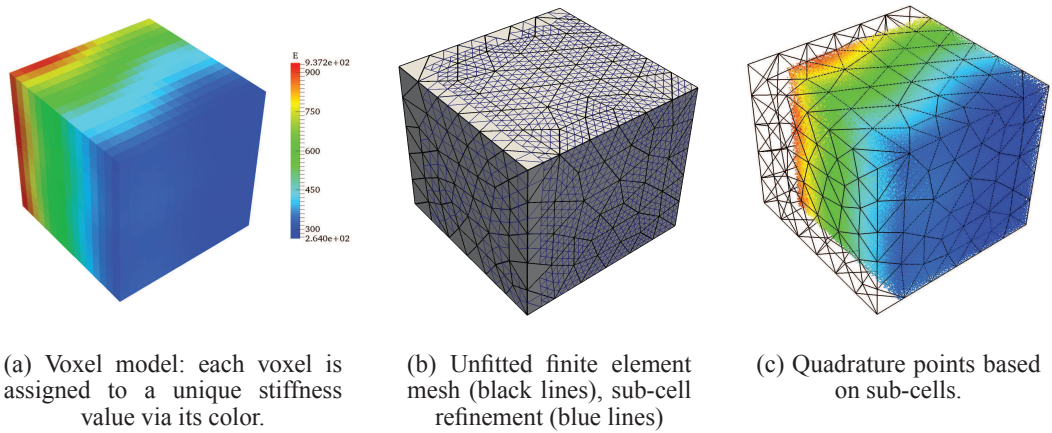 E
9.372e+02
900
750
600
450
300
2.640e+02
(a) Voxel model: each voxel is
assigned to a unique stiffness
value via its color.
(b) Unfitted finite element
mesh (black lines), sub-cell
refinement (blue lines)
(c) Quadrature points based
on sub-cells.